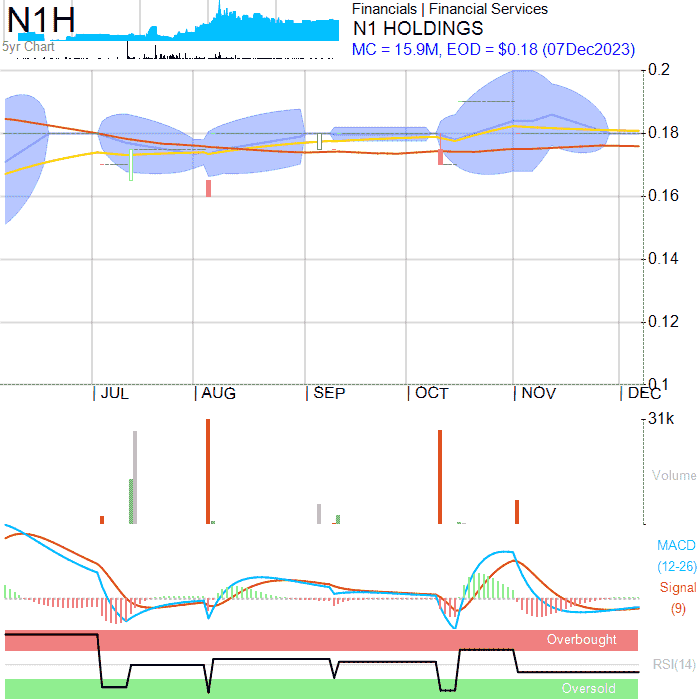 N1H
Financials | Financial Services
N1 HOLDINGS
5yr Chart
MC = 15.9M, EOD = $0.18 (07Dec2023)
0.2
0.18
0.16
0.14
0.12
0.1
JUL AUG SEP OCT NOV DEC
31k
Volume
MACD
(12-26)
Signal
(9)
Overbought
RSI(14)
Oversold